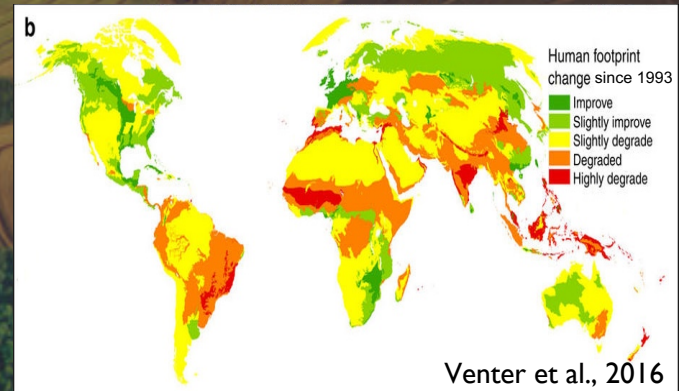 b
Human footprint
change since 1993
Improve
Slightly improve
Slightly degrade
Degraded
Highly degrade
Venter et al., 2016